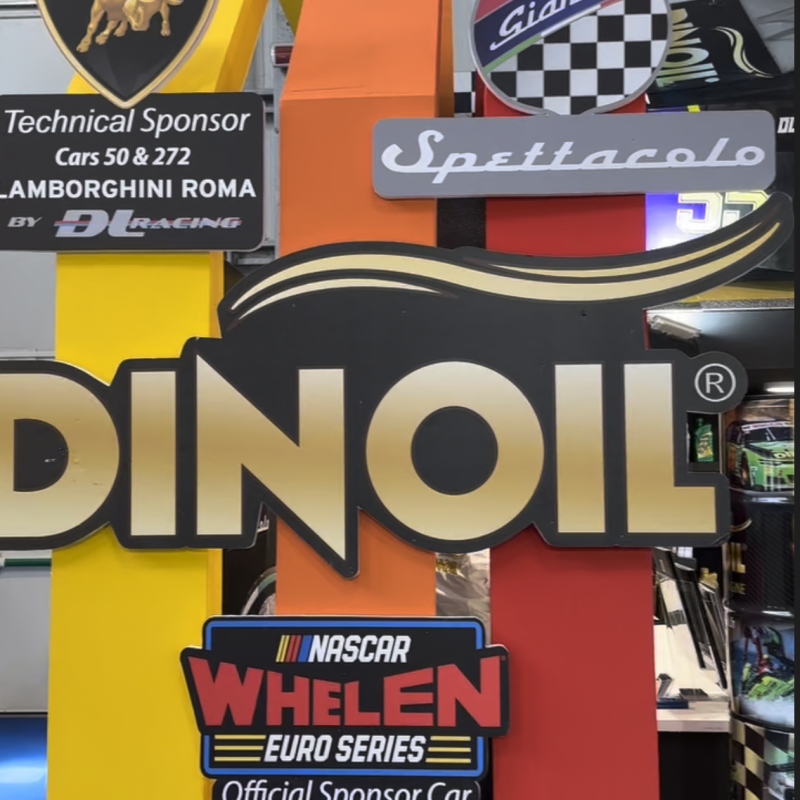 Technical Sponsor
Cars 50 & 272
LAMBORGHINI ROMA
BY DL RACING
Spettacolo
DINOIL®
NASCAR
WHELEN
EURO SERIES
Official Sponsor Car